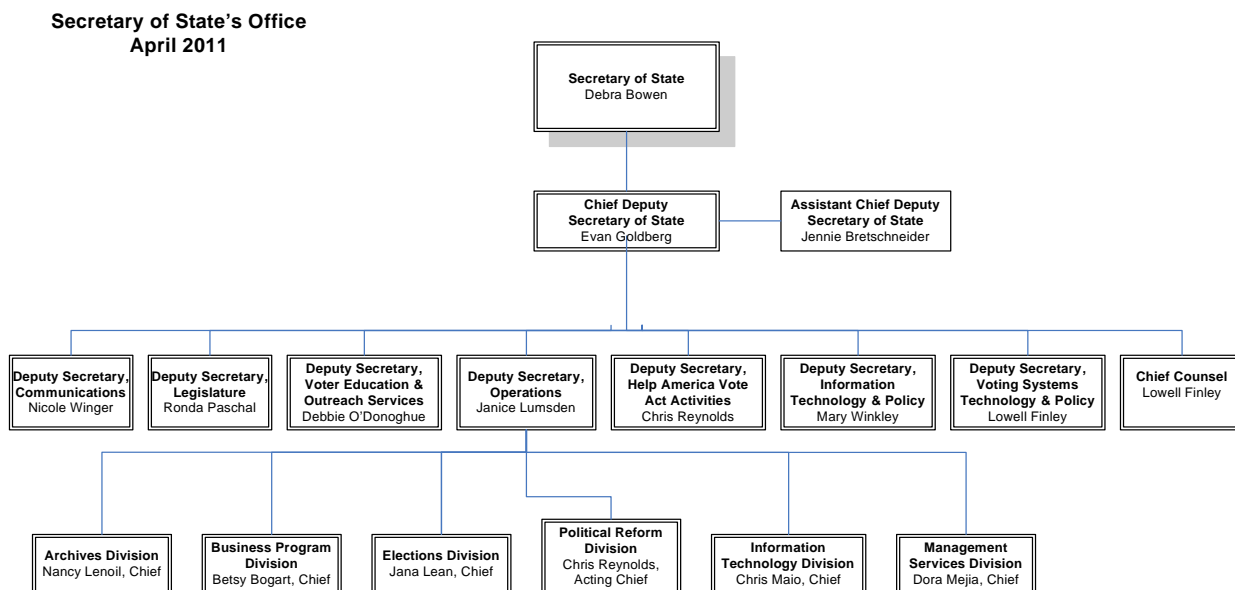 Secretary of State’s Office
April 2011
Secretary of State
Debra Bowen
Chief Deputy
Secretary of State
Evan Goldberg
Assistant Chief Deputy
Secretary of State
Jennie Bretschneider
Deputy Secretary,
Communications
Nicole Winger
Deputy Secretary,
Legislature
Ronda Paschal
Deputy Secretary,
Voter Education &
Outreach Services
Debbie O’Donoghue
Deputy Secretary,
Operations
Janice Lumsden
Deputy Secretary,
Help America Vote
Act Activities
Chris Reynolds
Deputy Secretary,
Information
Technology & Policy
Mary Winkley
Deputy Secretary,
Voting Systems
Technology & Policy
Lowell Finley
Chief Counsel
Lowell Finley
Archives Division
Nancy Lenoil, Chief
Business Program
Division
Betsy Bogart, Chief
Elections Division
Jana Lean, Chief
Political Reform
Division
Chris Reynolds,
Acting Chief
Information
Technology Division
Chris Maio, Chief
Management
Services Division
Dora Mejia, Chief